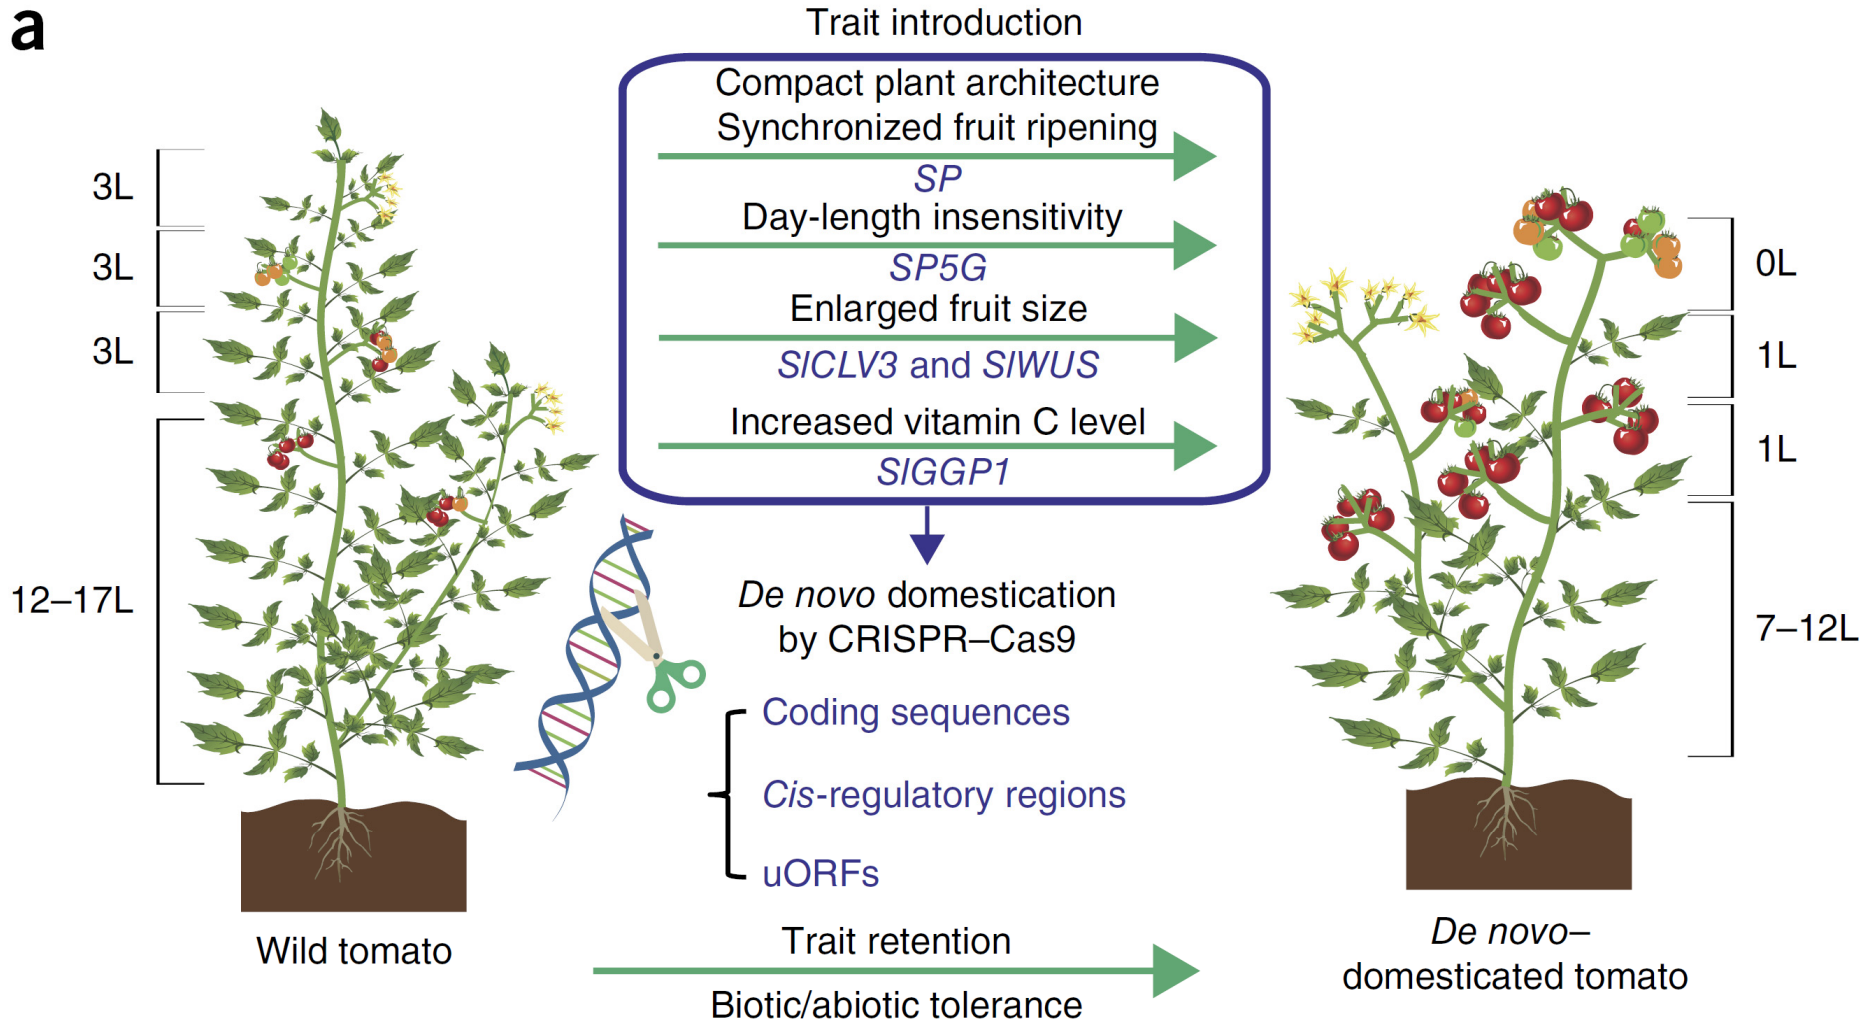 a
Trait introduction
Compact plant architecture
Synchronized fruit ripening
SP
Day-length insensitivity
SP5G
Enlarged fruit size
SlCLV3 and SlWUS
Increased vitamin C level
SlGGP1
3L
3L
3L
12–17L
0L
1L
1L
7–12L
De novo domestication
by CRISPR–Cas9
Coding sequences
Cis-regulatory regions
uORFs
Wild tomato
Trait retention
Biotic/abiotic tolerance
De novo–
domesticated tomato